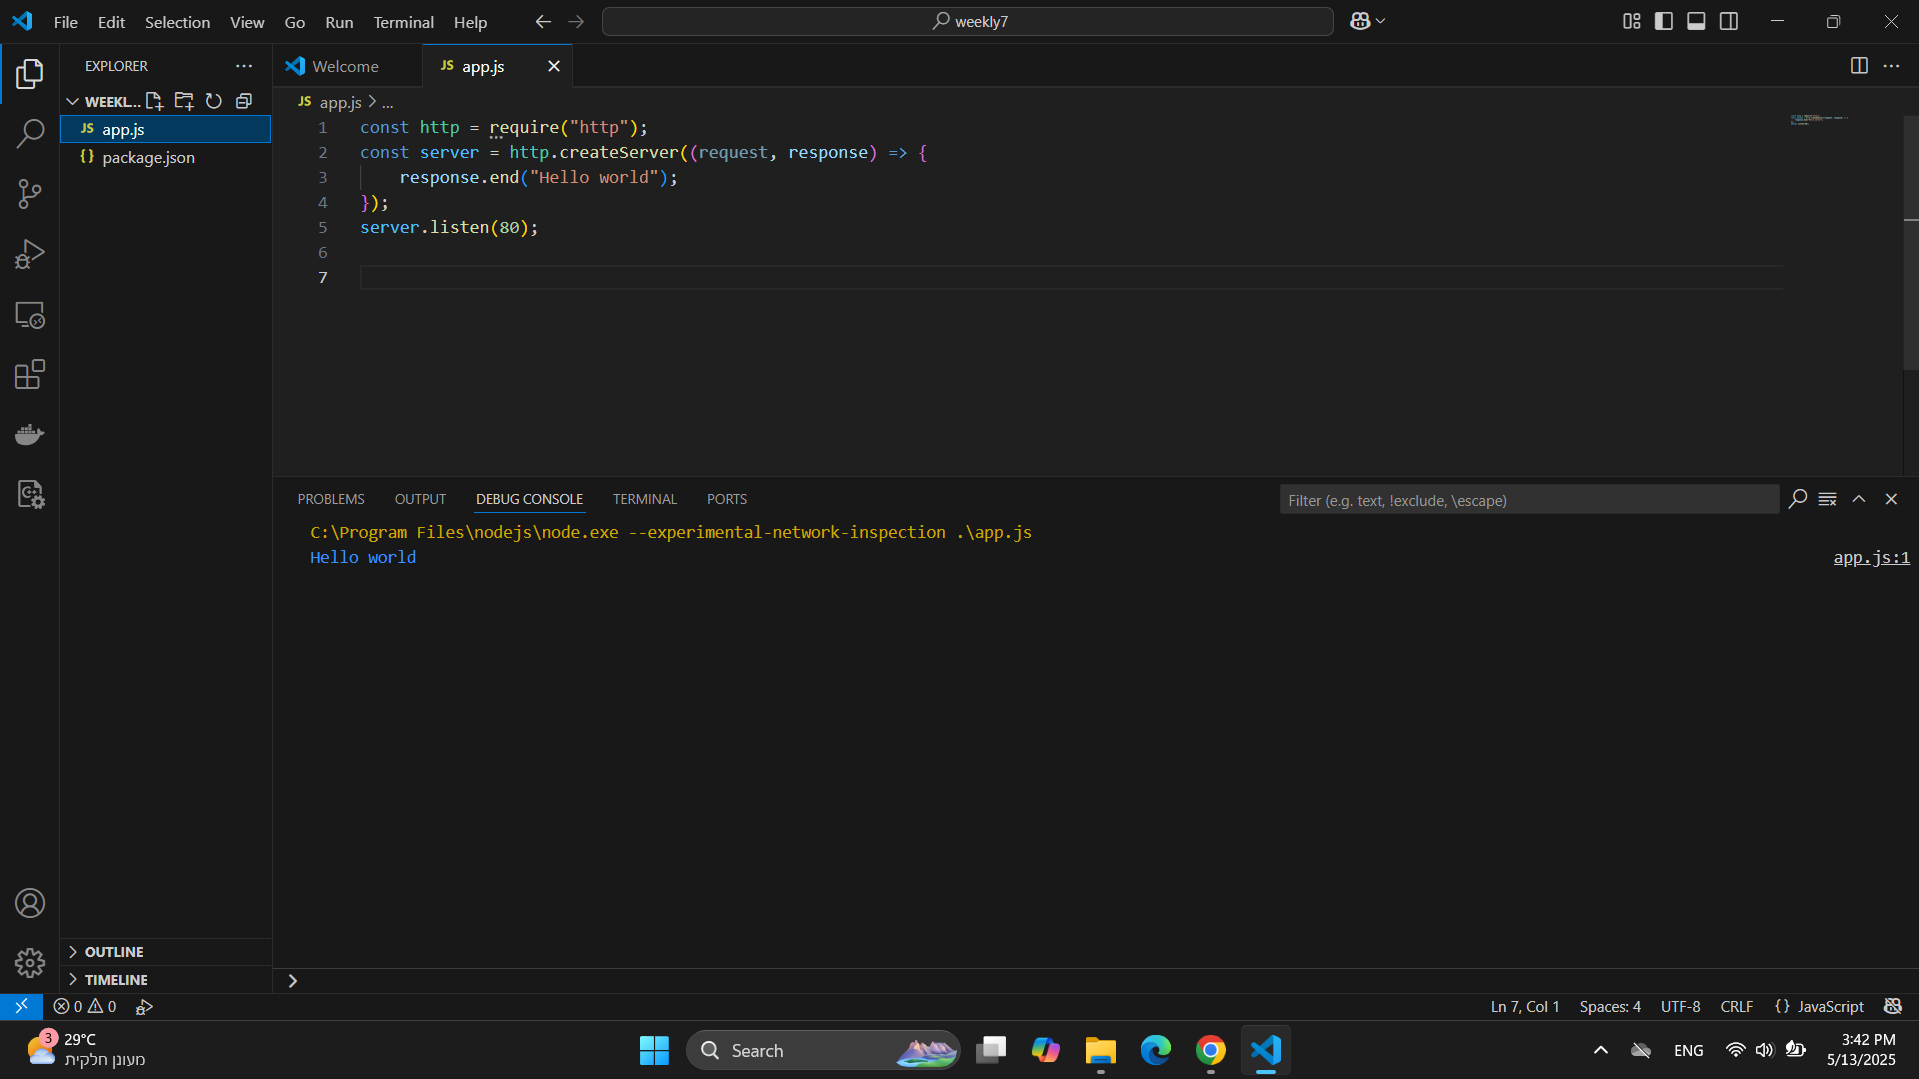 File Edit Selection View Go Run Terminal Help
weekly7
EXPLORER
WEEKL...
JS app.js
{} package.json
Welcome
JS app.js
JS app.js > ...
1 const http = require("http");
2 const server = http.createServer((request, response) => {
3     response.end("Hello world");
4 });
5 server.listen(80);
6
7
PROBLEMS OUTPUT DEBUG CONSOLE TERMINAL PORTS
Filter (e.g. text, !exclude, \escape)
C:\Program Files\nodejs\node.exe --experimental-network-inspection .\app.js
Hello world app.js:1
OUTLINE
TIMELINE
0 0
Ln 7, Col 1 Spaces: 4 UTF-8 CRLF {} JavaScript
3
29°C
מעונן חלקית
Search
ENG
3:42 PM
5/13/2025